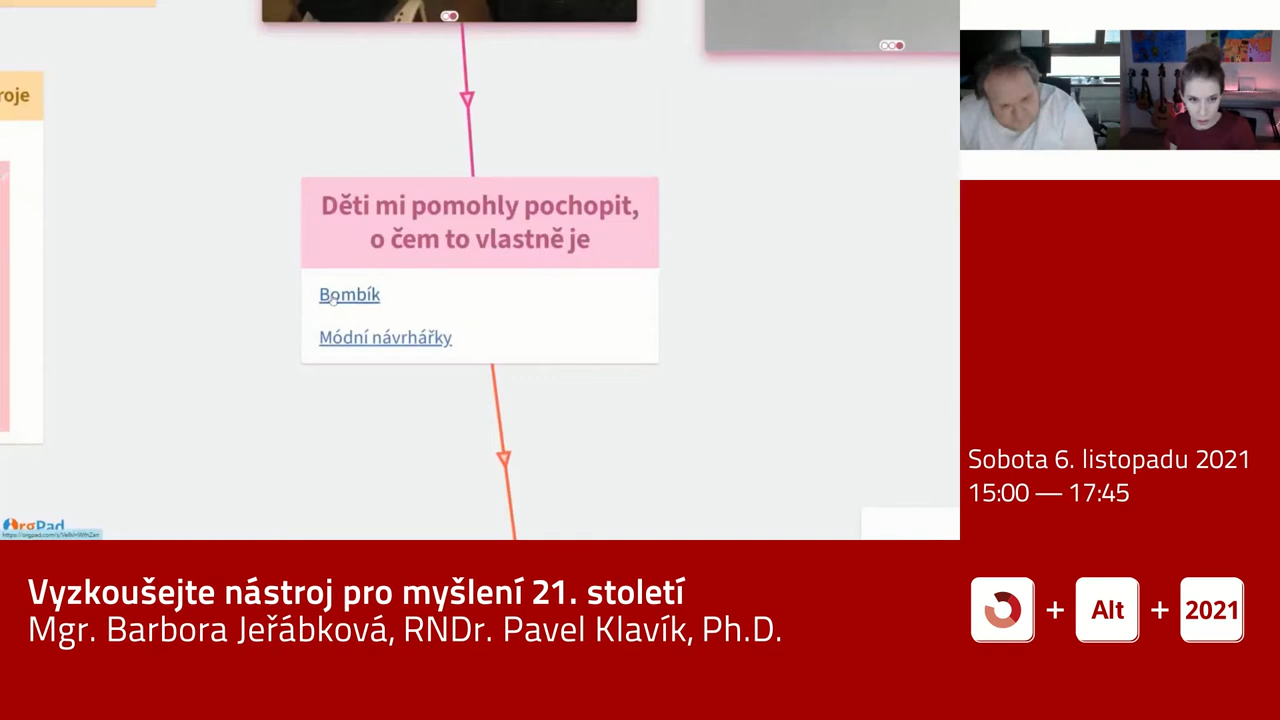 roje
Děti mi pomohly pochopit,
o čem to vlastně je
Bombík
Módní návrhářky
OrgPad
Sobota 6. listopadu 2021
15:00 — 17:45
Vyzkoušejte nástroj pro myšlení 21. století
Mgr. Barbora Jeřábková, RNDr. Pavel Klavík, Ph.D.
+ Alt + 2021